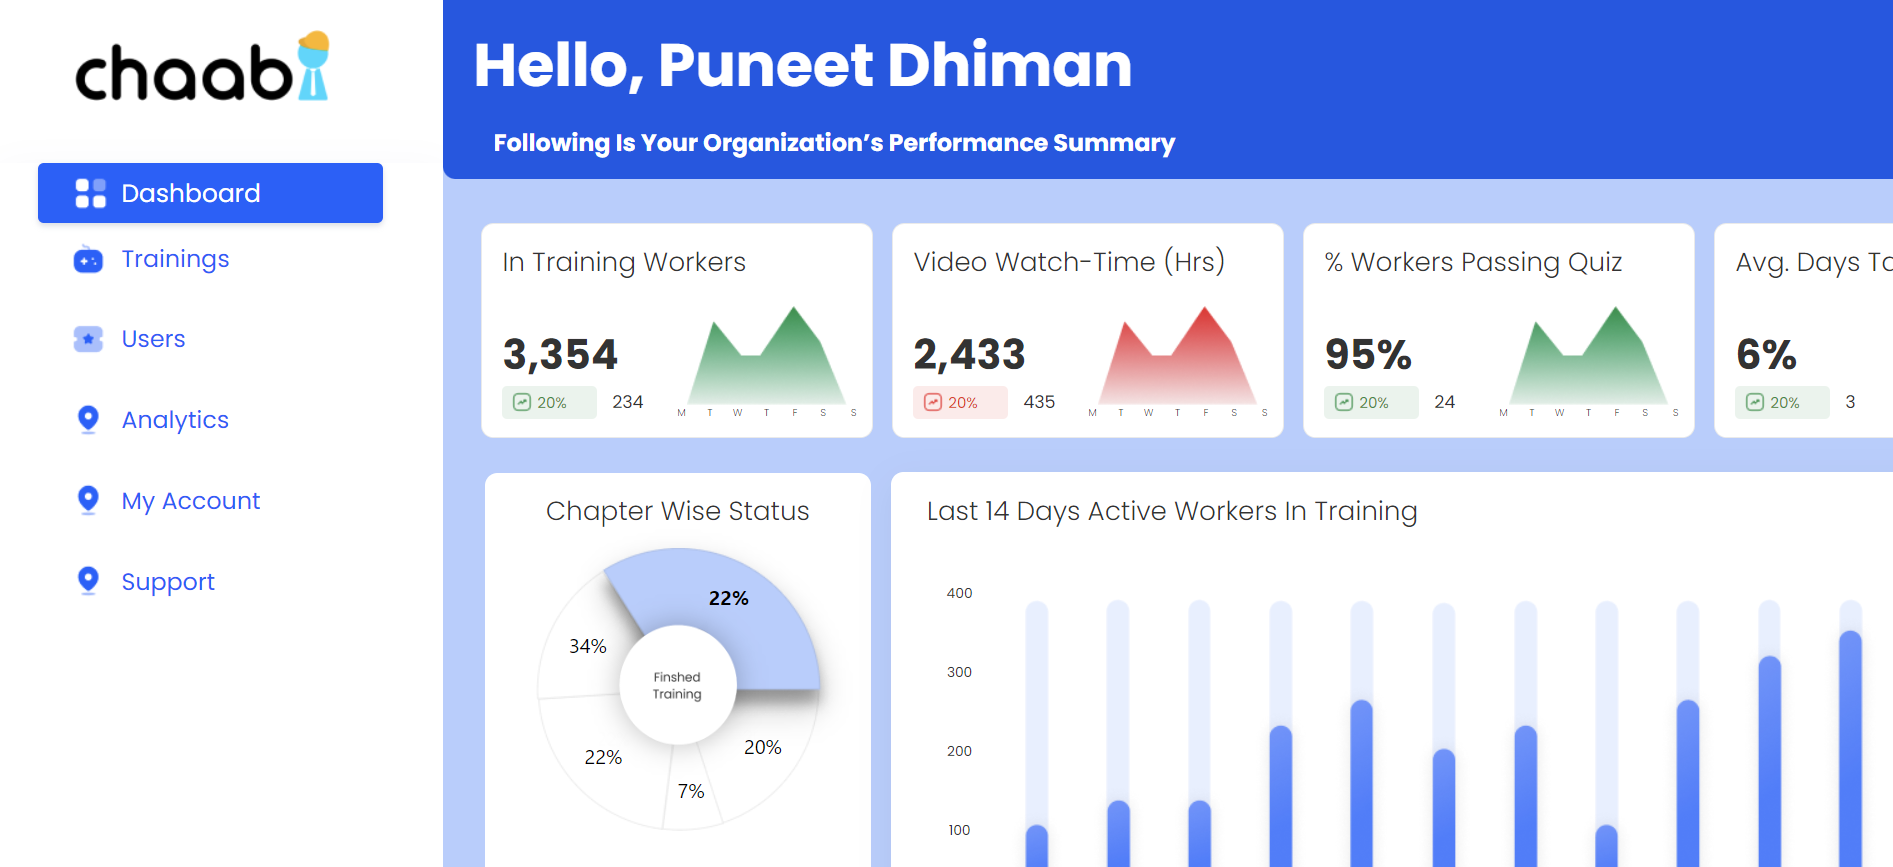 chaabi
Hello, Puneet Dhiman
Following Is Your Organization's Performance Summary
Dashboard
Trainings
Users
Analytics
My Account
Support
In Training Workers
3,354
20% 234
M T W T F S S
Video Watch-Time (Hrs)
2,433
20% 435
M T W T F S S
% Workers Passing Quiz
95%
20% 24
M T W T F S S
Avg. Days
6%
20% 3
Chapter Wise Status
22%
34%
Finshed
Training
20%
22%
7%
Last 14 Days Active Workers In Training
400
300
200
100